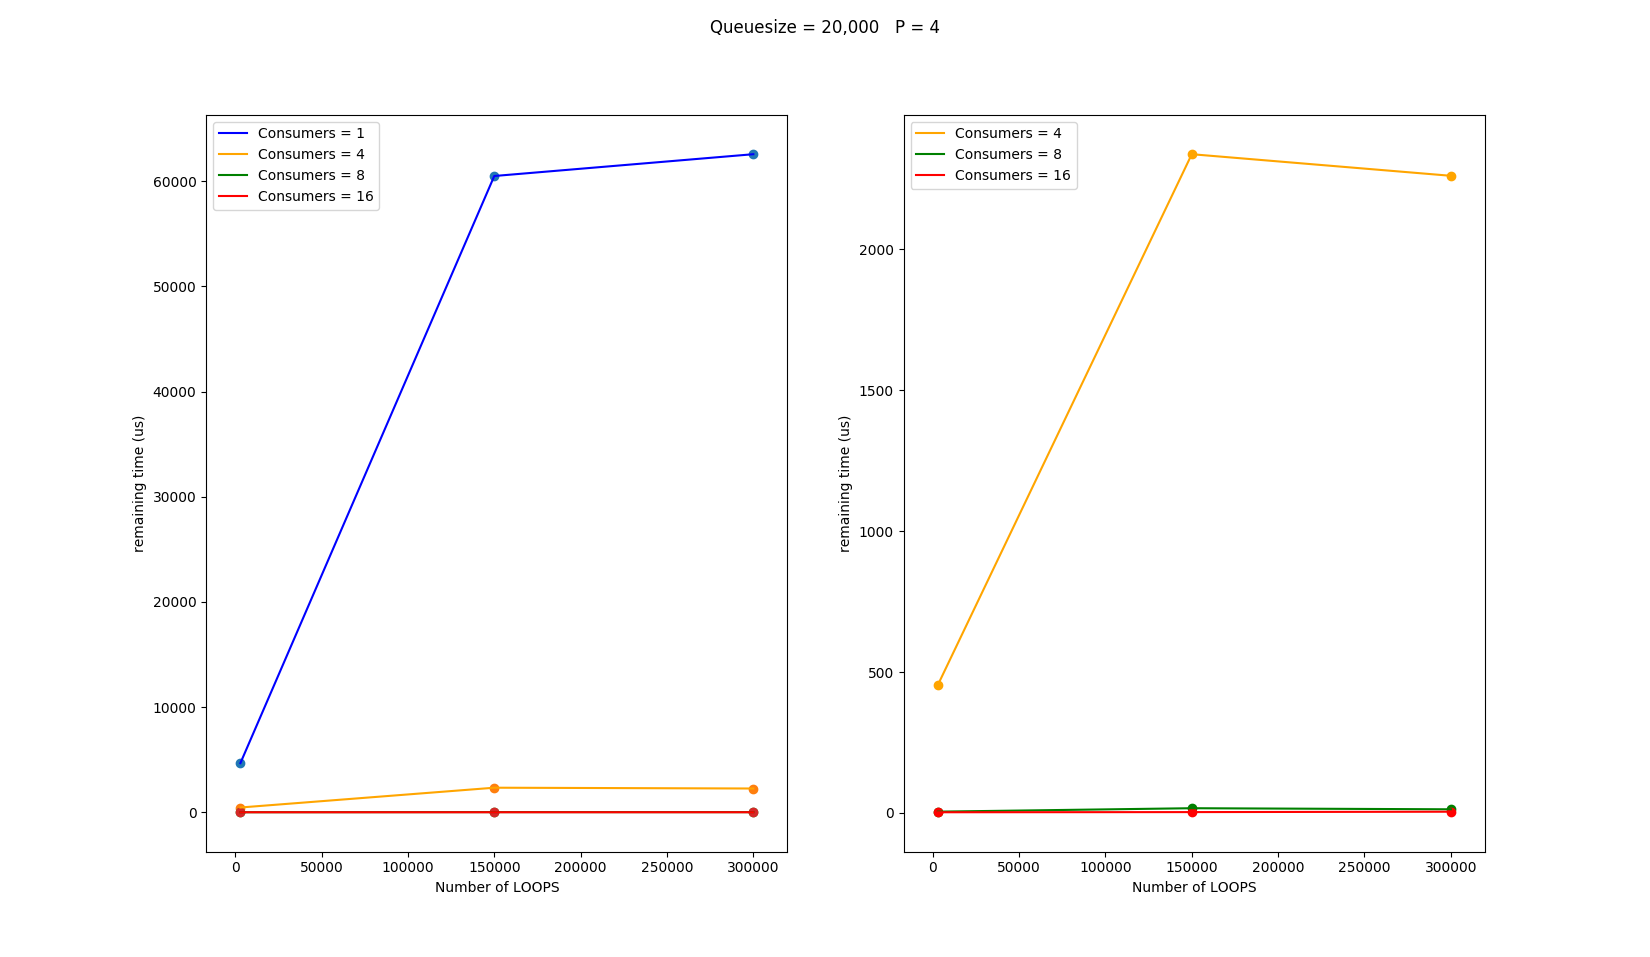 Queuesize = 20,000   P = 4
Consumers = 1
Consumers = 4
Consumers = 8
Consumers = 16
60000
50000
40000
30000
20000
10000
0
remaining time (us)
0
50000
100000
150000
200000
250000
300000
Number of LOOPS
Consumers = 4
Consumers = 8
Consumers = 16
2000
1500
1000
500
0
remaining time (us)
0
50000
100000
150000
200000
250000
300000
Number of LOOPS